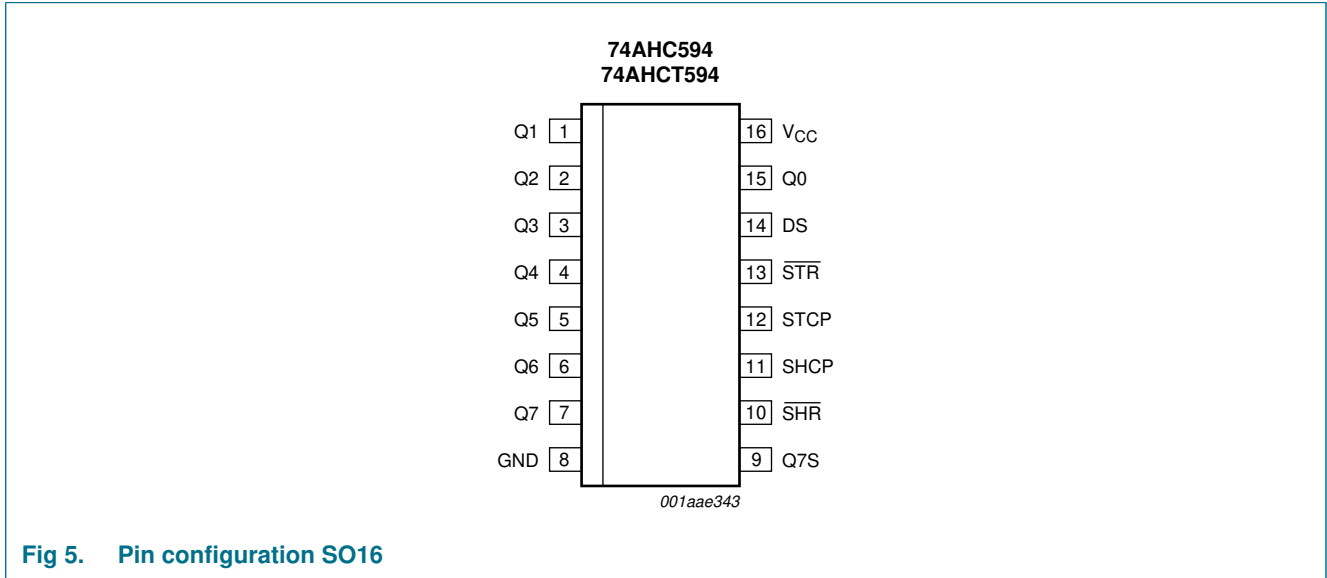 74AHC594
74AHCT594
Q1 1 16 VCC
Q2 2 15 Q0
Q3 3 14 DS
Q4 4 13 S̅T̅R̅
Q5 5 12 STCP
Q6 6 11 SHCP
Q7 7 10 S̅H̅R̅
GND 8 9 Q7S
001aae343
Fig 5. Pin configuration SO16